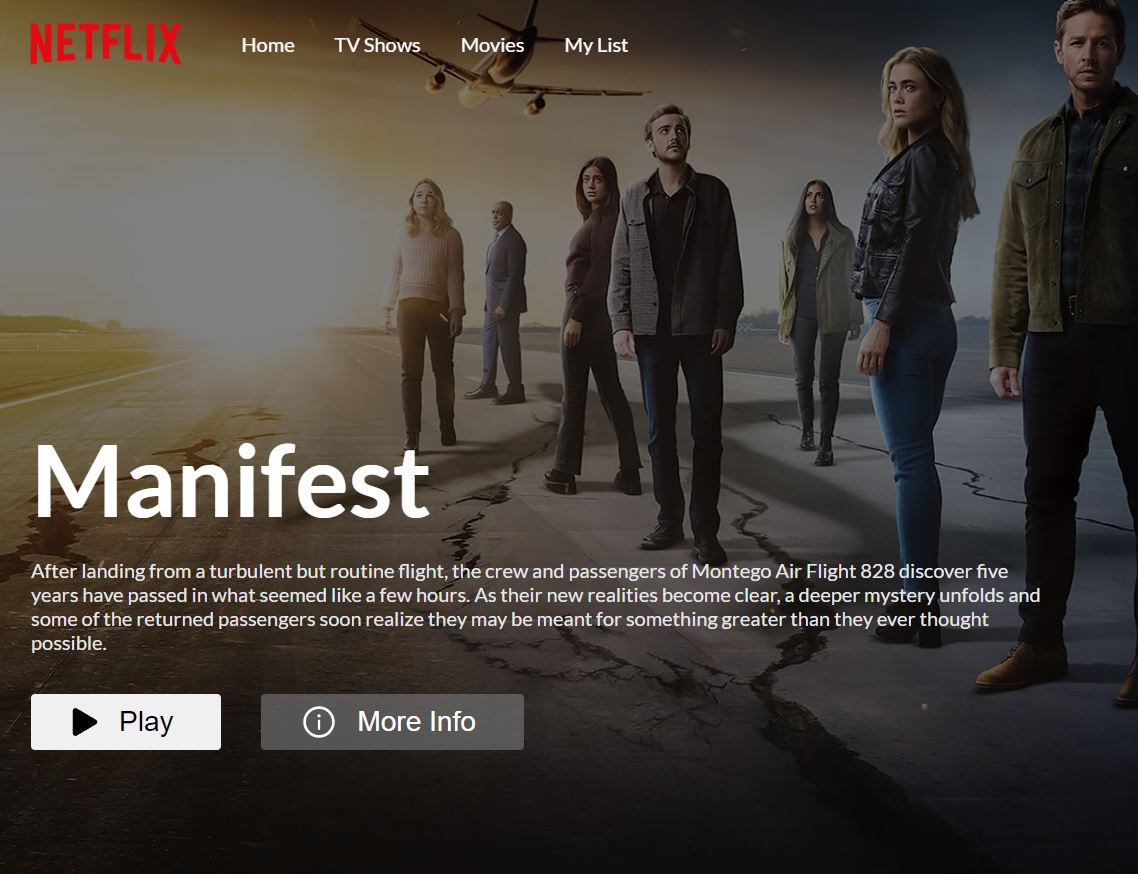 NETFLIX Home TV Shows Movies My List
Manifest
After landing from a turbulent but routine flight, the crew and passengers of Montego Air Flight 828 discover five
years have passed in what seemed like a few hours. As their new realities become clear, a deeper mystery unfolds and
some of the returned passengers soon realize they may be meant for something greater than they ever thought
possible.
Play More Info